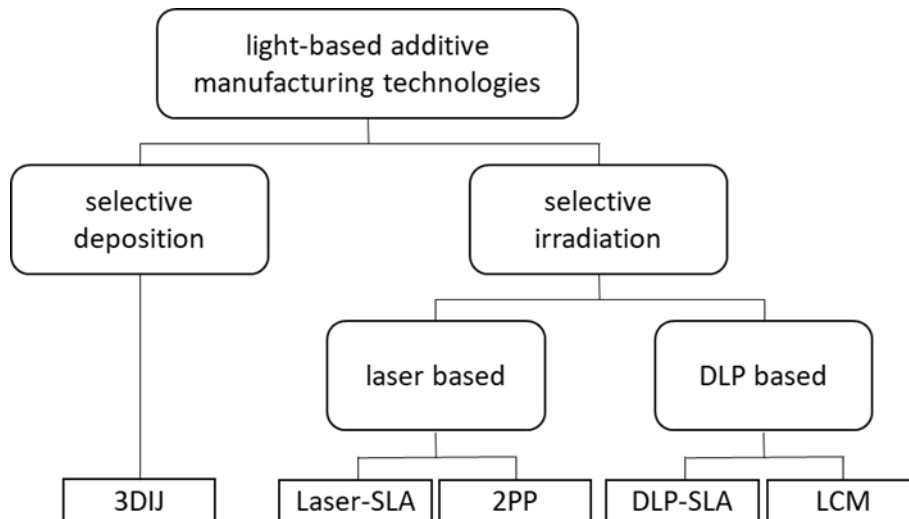 light-based additive
manufacturing technologies
selective
deposition
selective
irradiation
laser based
DLP based
3DIJ
Laser-SLA
2PP
DLP-SLA
LCM